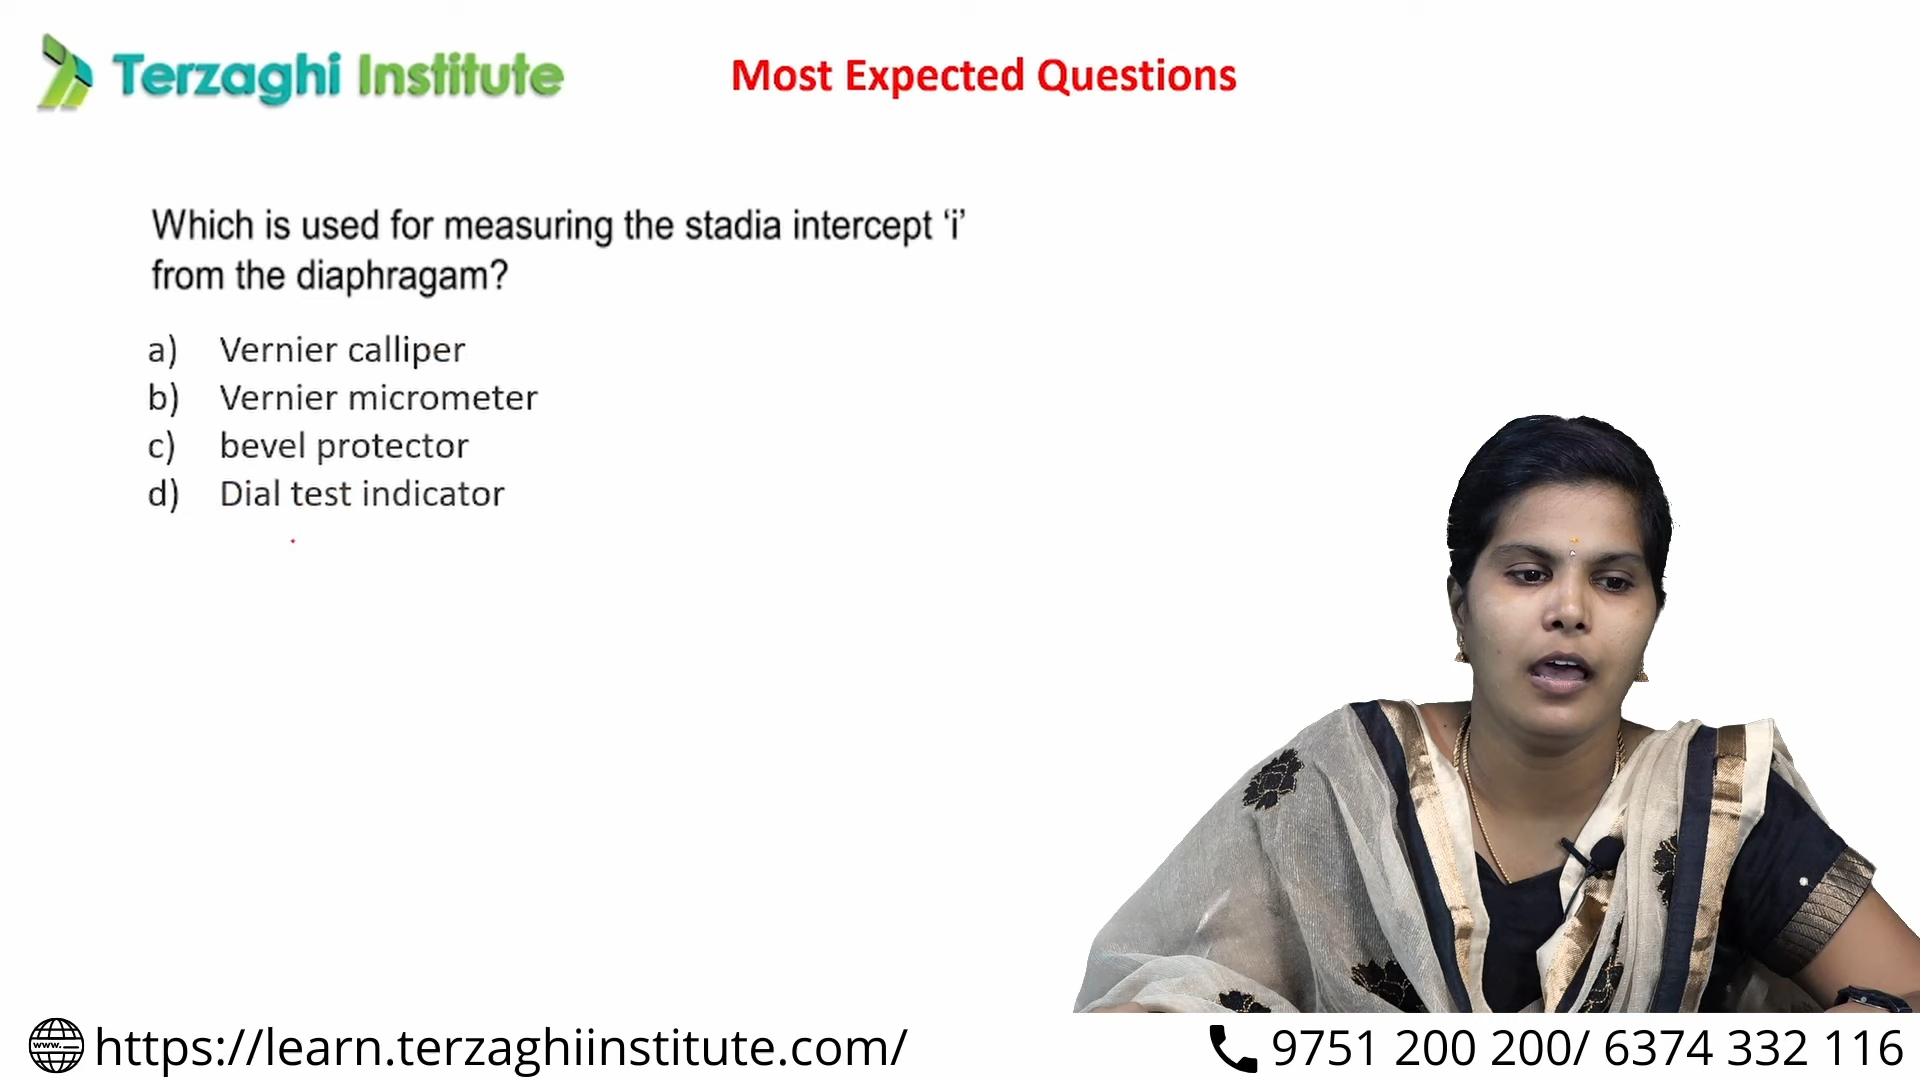 Terzaghi Institute
Most Expected Questions
Which is used for measuring the stadia intercept ‘i’
from the diaphragam?
a) Vernier calliper
b) Vernier micrometer
c) bevel protector
d) Dial test indicator
www.
https://learn.terzaghiinstitute.com/
9751 200 200/ 6374 332 116